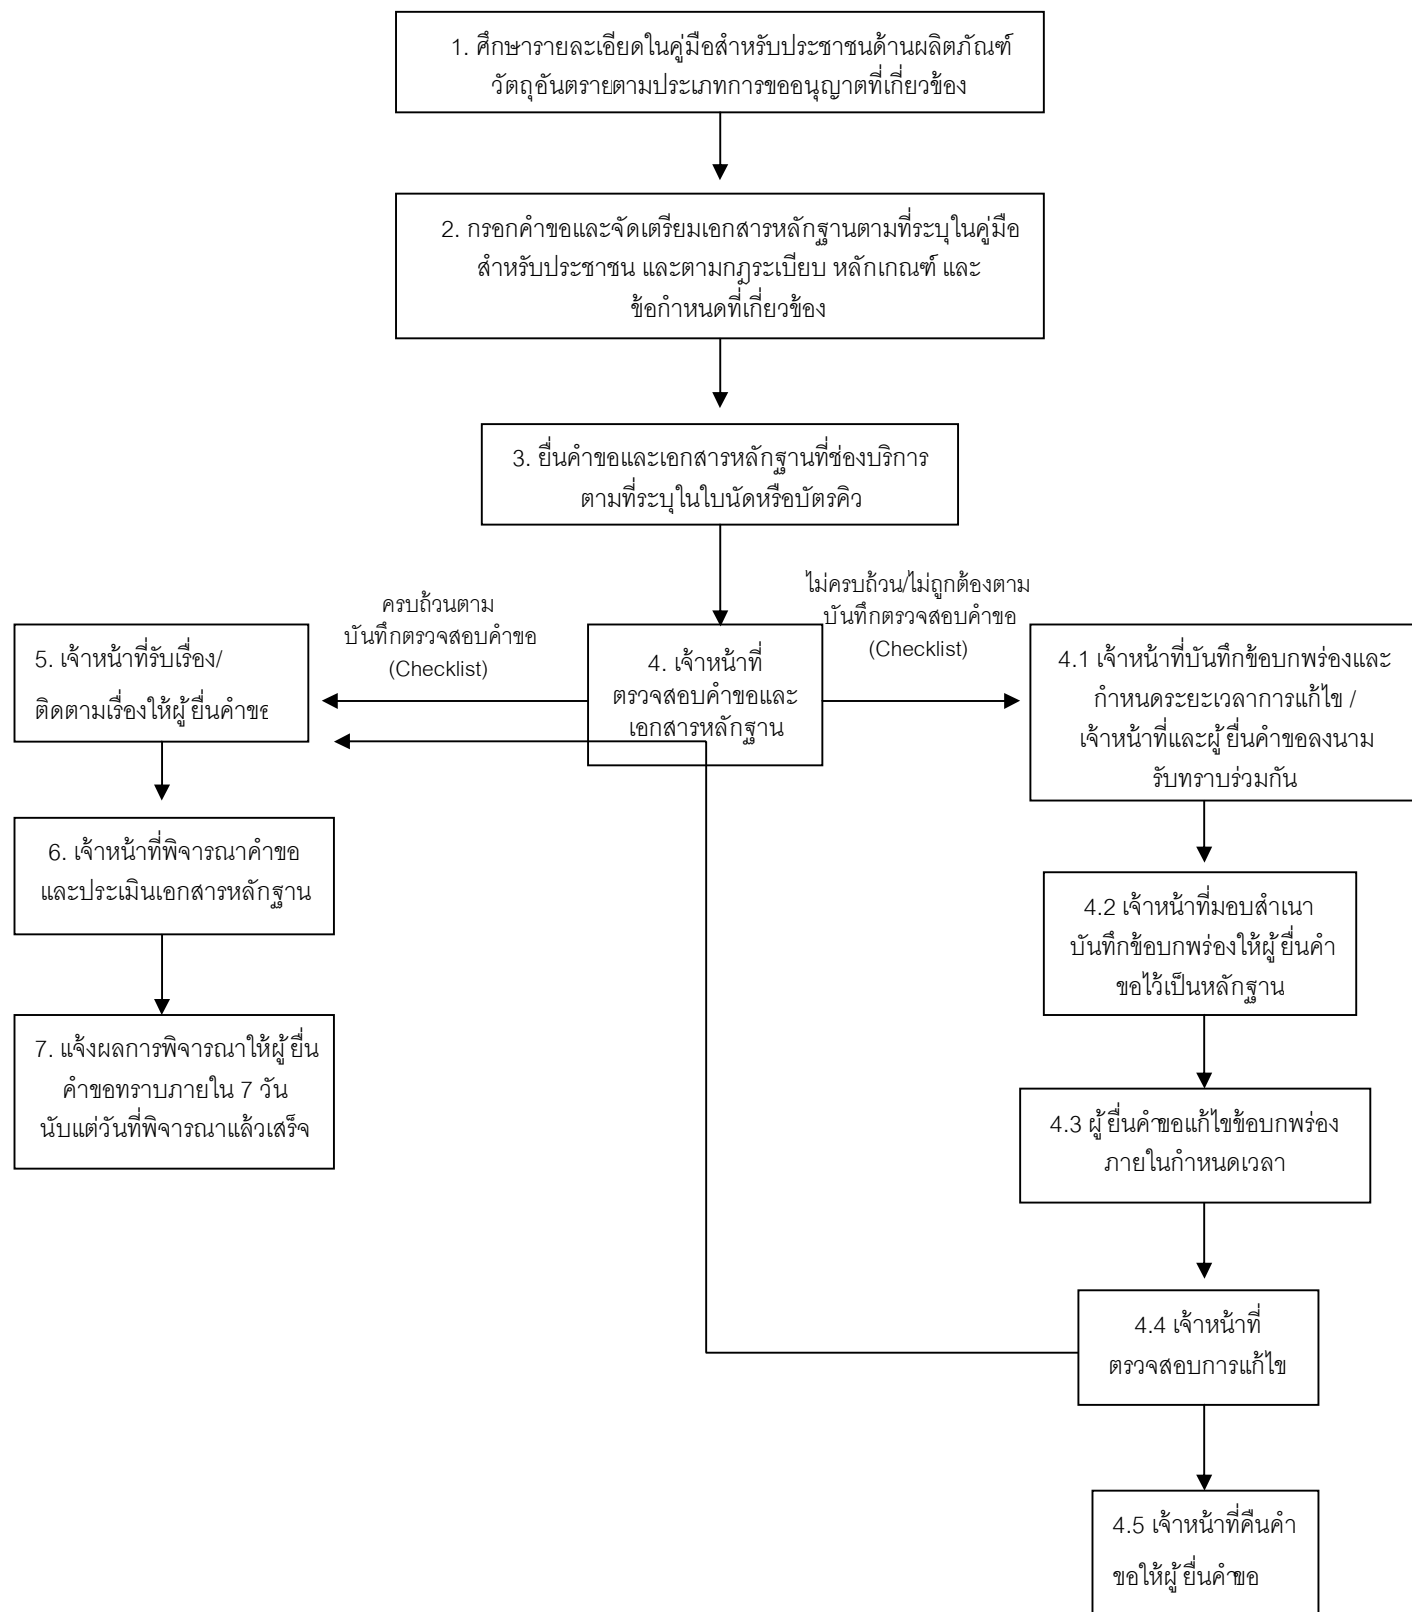 1. ศึกษารายละเอียดในคู่มือสำหรับประชาชนด้านผลิตภัณฑ์
วัตถุอันตรายตามประเภทการขออนุญาตที่เกี่ยวข้อง
2. กรอกคำขอและจัดเตรียมเอกสารหลักฐานตามที่ระบุในคู่มือ
สำหรับประชาชน และตามกฎระเบียบ หลักเกณฑ์ และ
ข้อกำหนดที่เกี่ยวข้อง
3. ยื่นคำขอและเอกสารหลักฐานที่ช่องบริการ
ตามที่ระบุในใบนัดหรือบัตรคิว
ครบถ้วนตาม
บันทึกตรวจสอบคำขอ
(Checklist)
ไม่ครบถ้วน/ไม่ถูกต้องตาม
บันทึกตรวจสอบคำขอ
(Checklist)
4. เจ้าหน้าที่
ตรวจสอบคำขอและ
เอกสารหลักฐาน
5. เจ้าหน้าที่รับเรื่อง/
ติดตามเรื่องให้ผู้ยื่นคำขอ
6. เจ้าหน้าที่พิจารณาคำขอ
และประเมินเอกสารหลักฐาน
7. แจ้งผลการพิจารณาให้ผู้ยื่น
คำขอทราบภายใน 7 วัน
นับแต่วันที่พิจารณาแล้วเสร็จ
4.1 เจ้าหน้าที่บันทึกข้อบกพร่องและ
กำหนดระยะเวลาการแก้ไข /
เจ้าหน้าที่และผู้ยื่นคำขอลงนาม
รับทราบร่วมกัน
4.2 เจ้าหน้าที่มอบสำเนา
บันทึกข้อบกพร่องให้ผู้ยื่นคำ
ขอไว้เป็นหลักฐาน
4.3 ผู้ยื่นคำขอแก้ไขข้อบกพร่อง
ภายในกำหนดเวลา
4.4 เจ้าหน้าที่
ตรวจสอบการแก้ไข
4.5 เจ้าหน้าที่คืนคำ
ขอให้ผู้ยื่นคำขอ